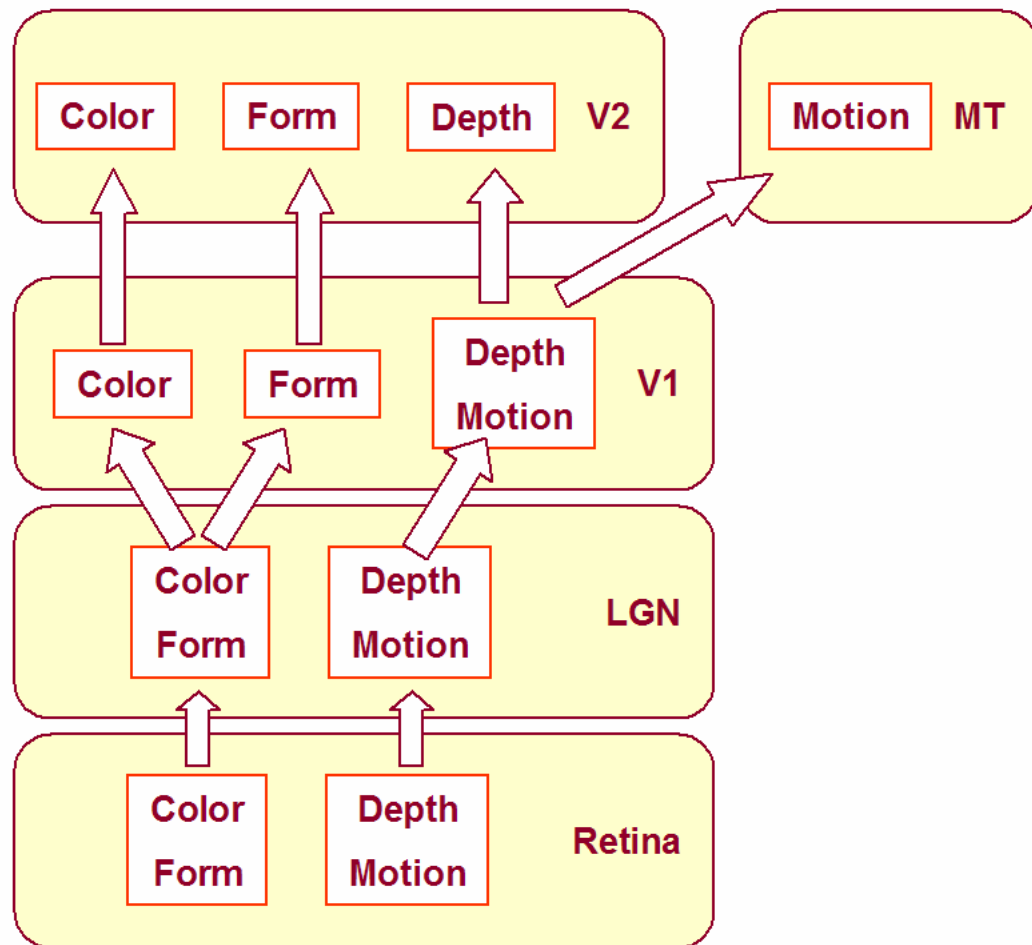 Color Form Depth V2
Motion MT
Color Form Depth Motion V1
Color Form Depth Motion LGN
Color Form Depth Motion Retina